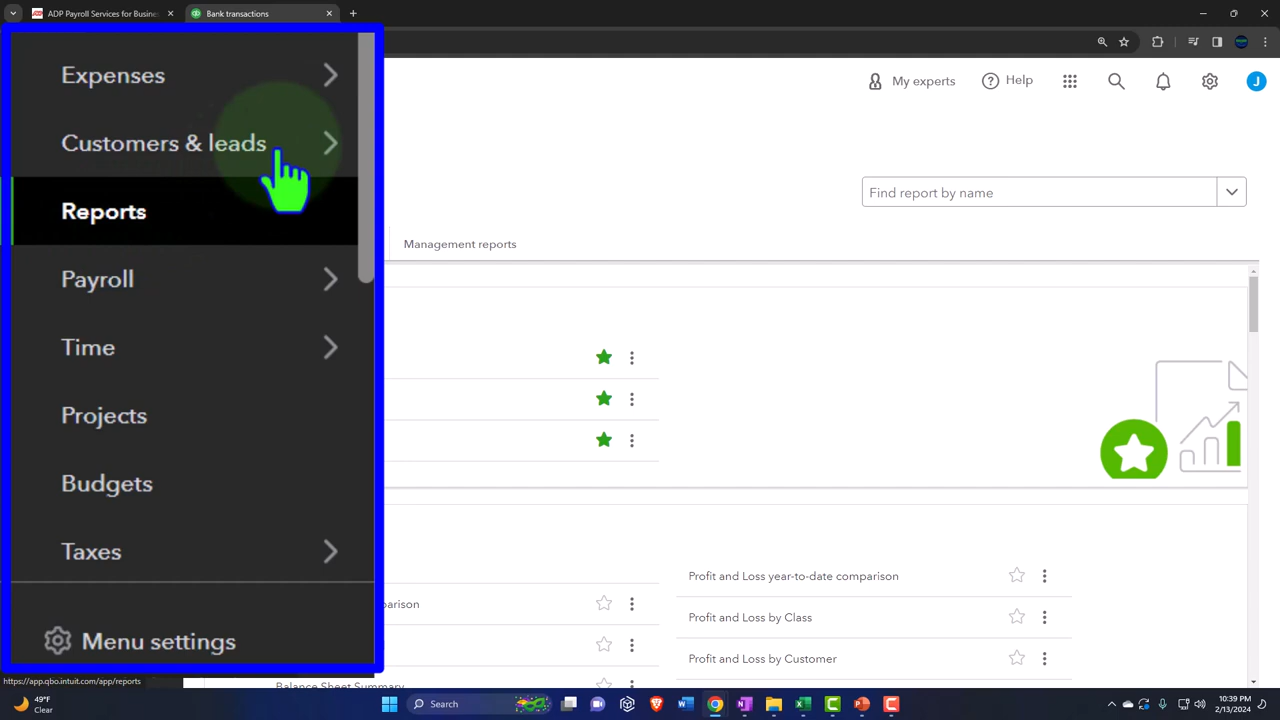 ADP Payroll Services for Busines
Bank transactions
Expenses
Customers & leads
Reports
Payroll
Time
Projects
Budgets
Taxes
Menu settings
My experts
Help
J
Find report by name
Management reports
parison
Balance Sheet Summary
Profit and Loss year-to-date comparison
Profit and Loss by Class
Profit and Loss by Customer
https://app.qbo.intuit.com/app/reports
49°F
Clear
Search
10:39 PM
2/13/2024